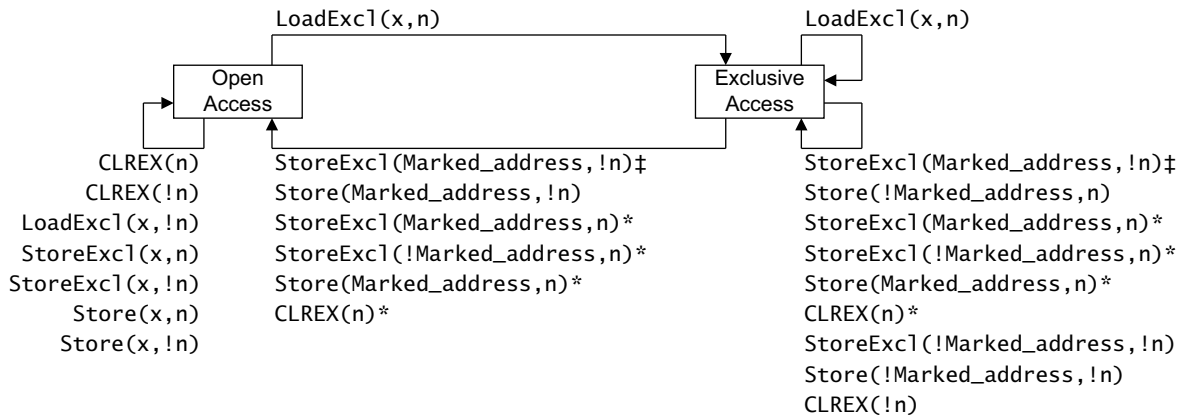 LoadExcl(x,n)
LoadExcl(x,n)
Open
Access
Exclusive
Access
CLREX(n)
CLREX(!n)
LoadExcl(x,!n)
StoreExcl(x,n)
StoreExcl(x,!n)
Store(x,n)
Store(x,!n)
StoreExcl(Marked_address,!n)‡
Store(Marked_address,!n)
StoreExcl(Marked_address,n)*
StoreExcl(!Marked_address,n)*
Store(Marked_address,n)*
CLREX(n)*
StoreExcl(Marked_address,!n)‡
Store(!Marked_address,n)
StoreExcl(Marked_address,n)*
StoreExcl(!Marked_address,n)*
Store(Marked_address,n)*
CLREX(n)*
StoreExcl(!Marked_address,!n)
Store(!Marked_address,!n)
CLREX(!n)